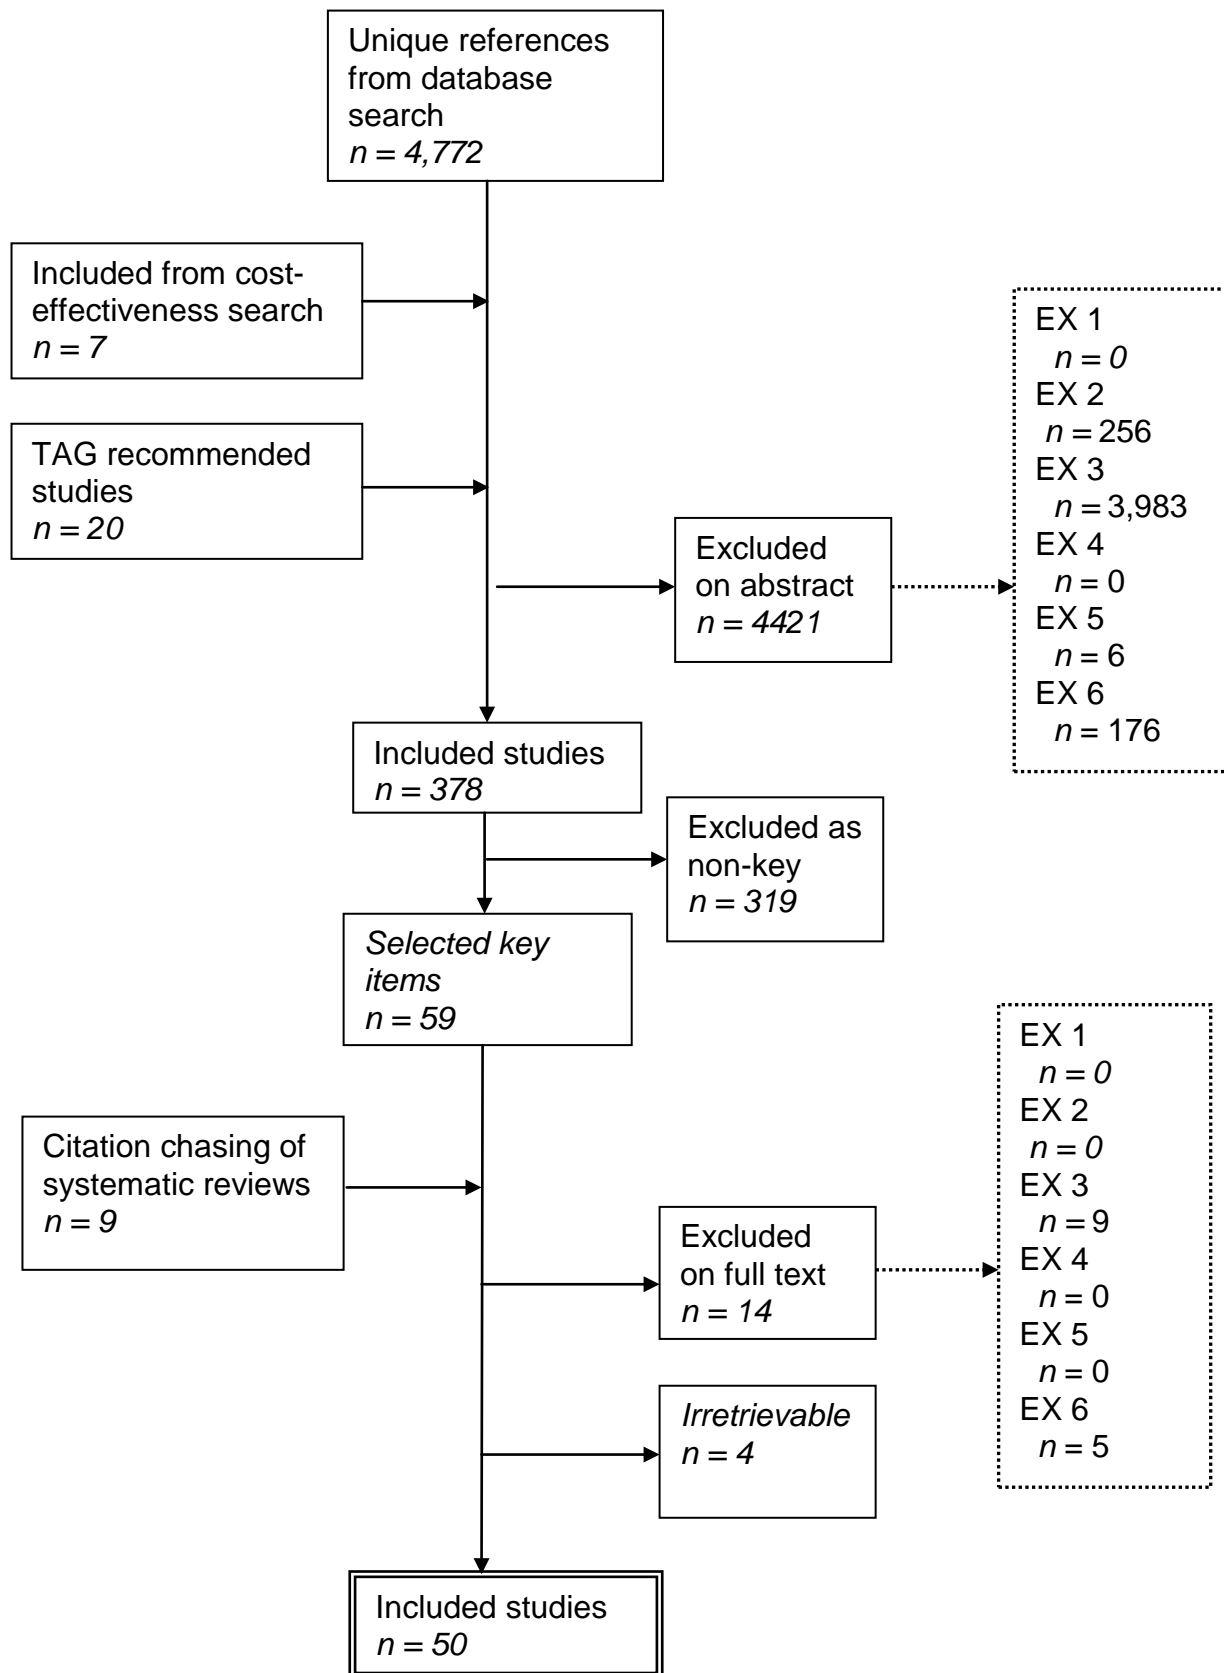 Unique references
from database
search
n = 4,772
Included from cost-
effectiveness search
n = 7
TAG recommended
studies
n = 20
Excluded
on abstract
n = 4421
EX 1
n = 0
EX 2
n = 256
EX 3
n = 3,983
EX 4
n = 0
EX 5
n = 6
EX 6
n = 176
Included studies
n = 378
Excluded as
non-key
n = 319
Selected key
items
n = 59
Citation chasing of
systematic reviews
n = 9
Excluded
on full text
n = 14
EX 1
n = 0
EX 2
n = 0
EX 3
n = 9
EX 4
n = 0
EX 5
n = 0
EX 6
n = 5
Irretrievable
n = 4
Included studies
n = 50